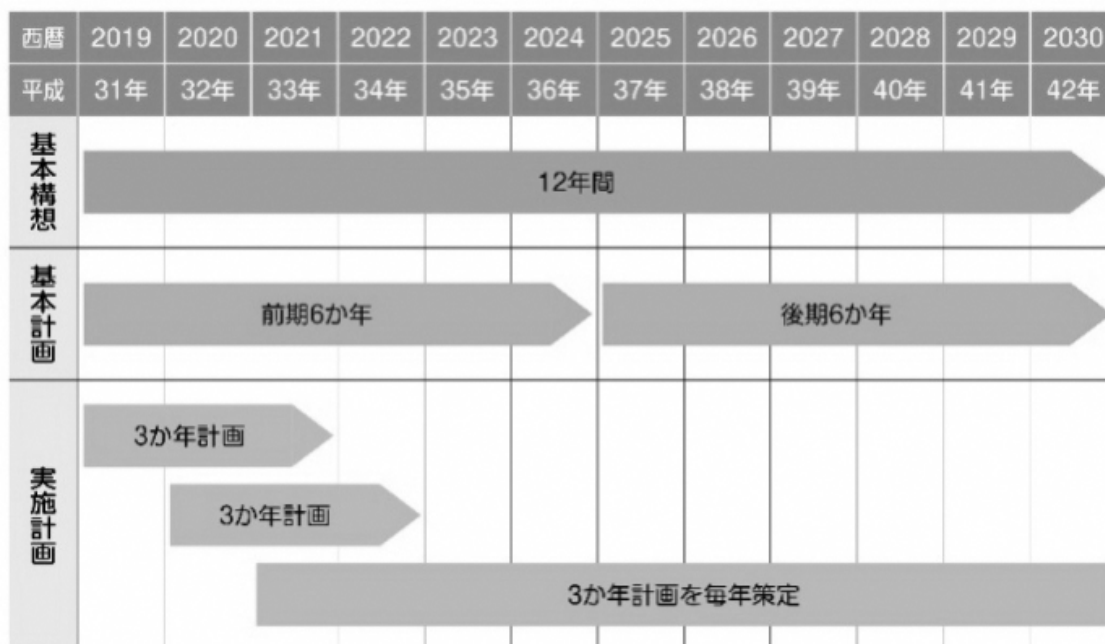 西暦 2019 2020 2021 2022 2023 2024 2025 2026 2027 2028 2029 2030
平成 31年 32年 33年 34年 35年 36年 37年 38年 39年 40年 41年 42年
基本構想
12年間
基本計画
前期6か年 後期6か年
実施計画
3か年計画
3か年計画
3か年計画を毎年策定